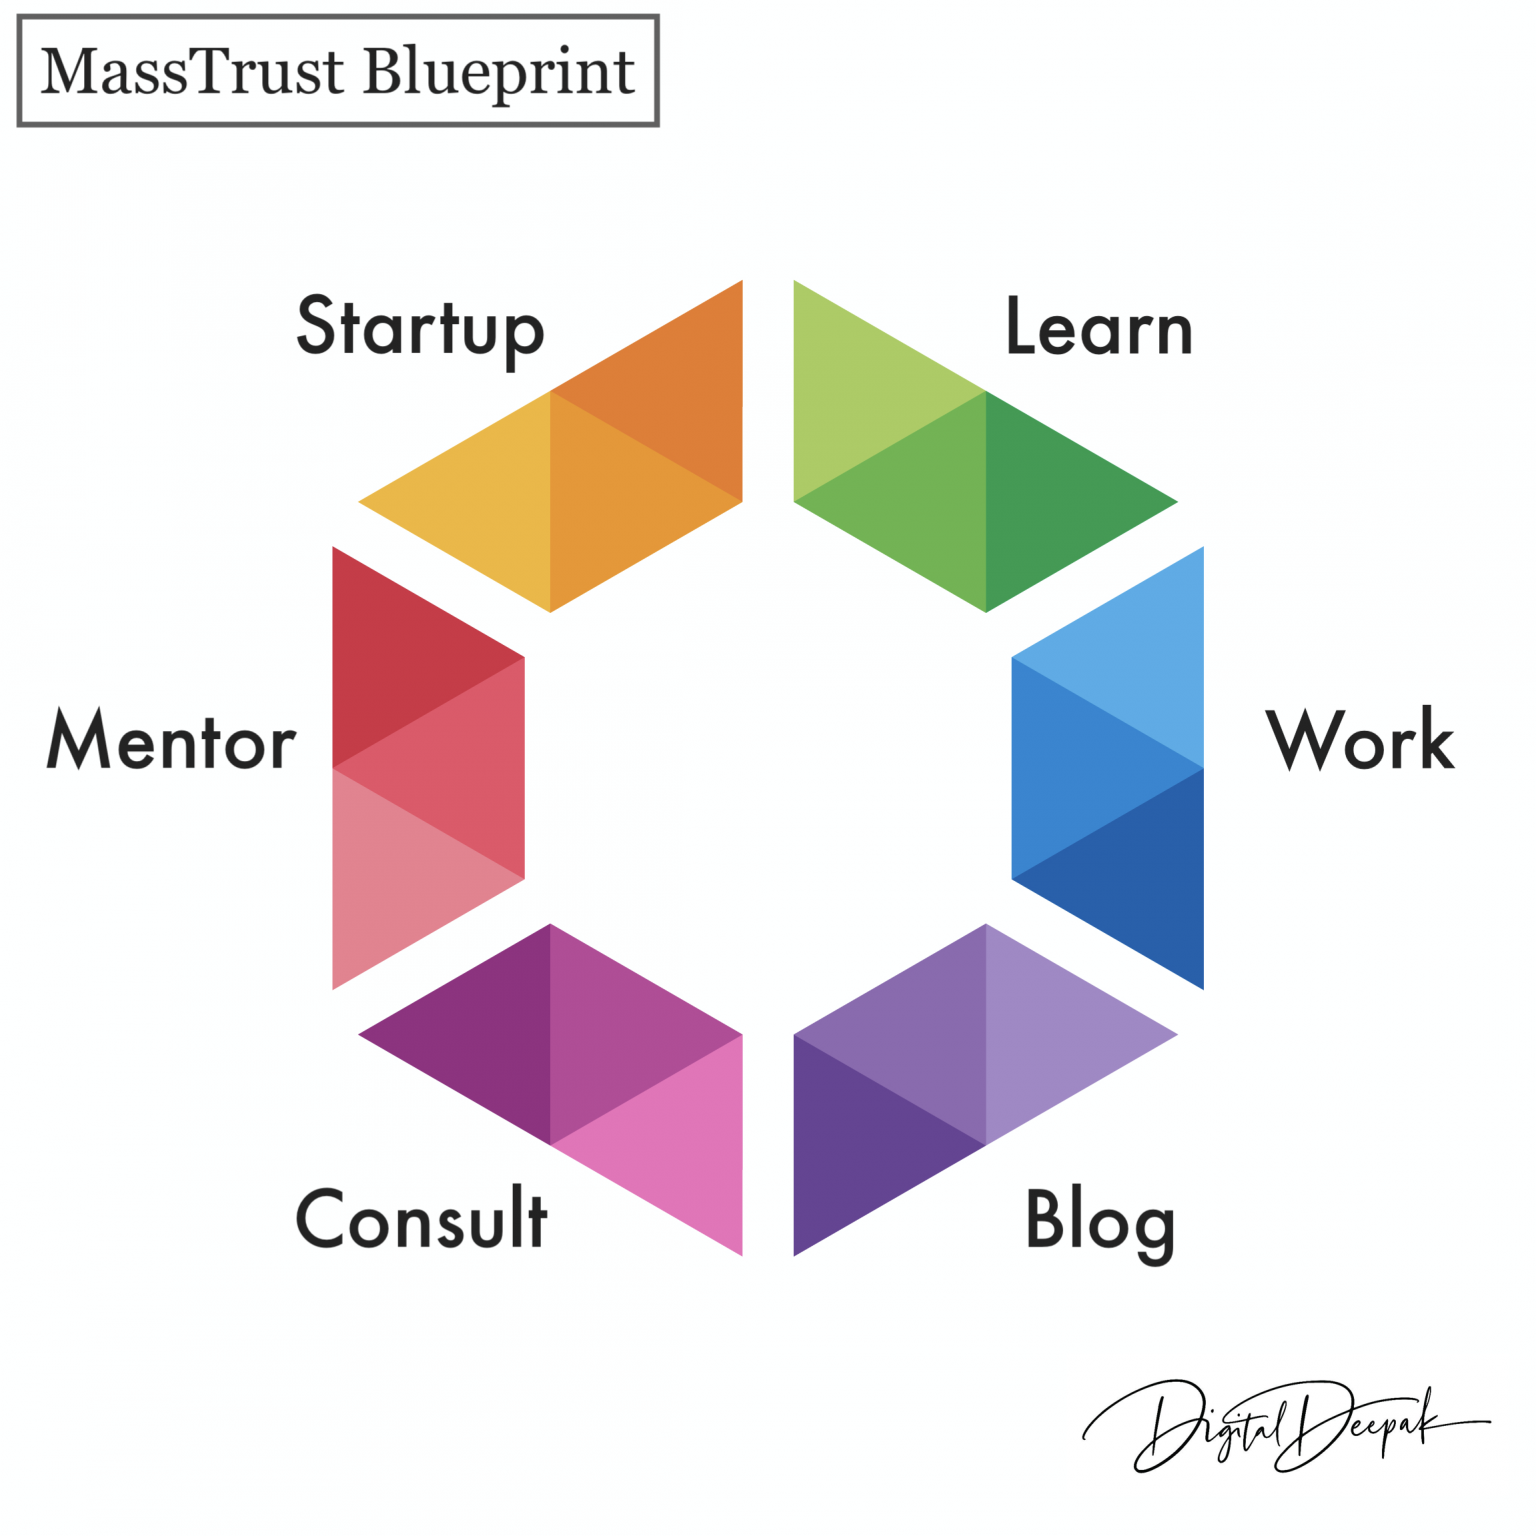 MassTrust Blueprint
Startup
Learn
Mentor
Work
Consult
Blog
Digital Deepak